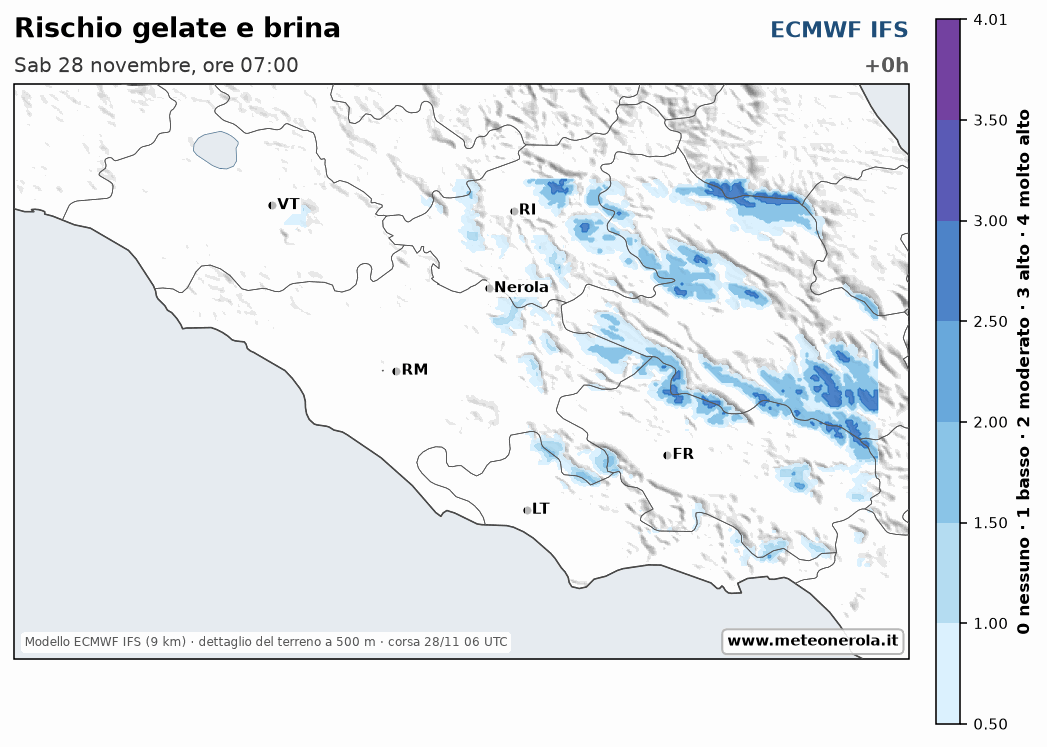 Rischio gelate e brina
ECMWF IFS
Sab 28 novembre, ore 07:00
+0h
VT
RI
Nerola
RM
FR
LT
Modello ECMWF IFS (9 km) · dettaglio del terreno a 500 m · corsa 28/11 06 UTC
www.meteonerola.it
4.01
3.50
3.00
2.50
2.00
1.50
1.00
0.50
0 nessuno · 1 basso · 2 moderato · 3 alto · 4 molto alto